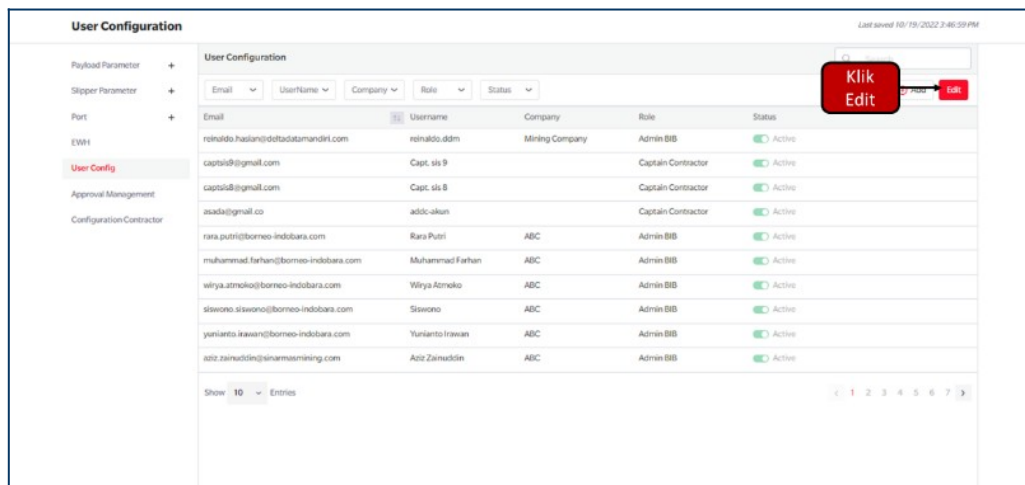 User Configuration
Last saved 10/19/2022 3:46:59 PM
Payload Parameter +
Slipper Parameter +
Port +
EWH
User Config
Approval Management
Configuration Contractor
User Configuration
Email UserName Company Role Status
Klik
Edit
Add Edit
Email Username Company Role Status
reinaldo.hasian@deltadatamandiri.com reinaldo.ddm Mining Company Admin BIB Active
captsis9@gmail.com Capt. sis 9 Captain Contractor Active
captsis8@gmail.com Capt. sis 8 Captain Contractor Active
asada@gmail.co addc-akun Captain Contractor Active
rara.putri@borneo-indobara.com Rara Putri ABC Admin BIB Active
muhammad.farhan@borneo-indobara.com Muhammad Farhan ABC Admin BIB Active
wirya.atmoko@borneo-indobara.com Wirya Atmoko ABC Admin BIB Active
siswono.siswono@borneo-indobara.com Siswono ABC Admin BIB Active
yunianto.irawan@borneo-indobara.com Yunianto Irawan ABC Admin BIB Active
aziz.zainuddin@sinarmasmining.com Aziz Zainuddin ABC Admin BIB Active
Show 10 Entries
< 1 2 3 4 5 6 7 >